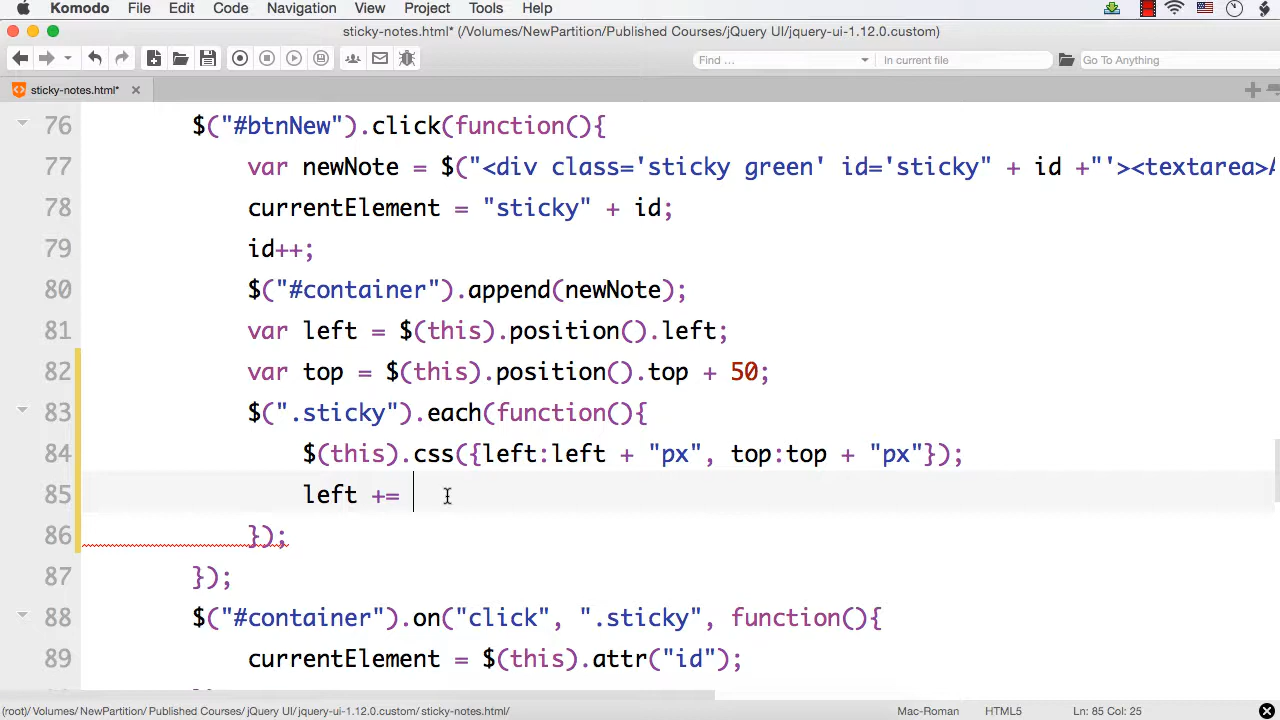 Komodo File Edit Code Navigation View Project Tools Help
sticky-notes.html* (/Volumes/NewPartition/Published Courses/jQuery UI/jquery-ui-1.12.0.custom)
Find ... In current file Go To Anything
sticky-notes.html*
76 $("#btnNew").click(function(){
77 var newNote = $("<div class='sticky green' id='sticky" + id +"'><textarea>A
78 currentElement = "sticky" + id;
79 id++;
80 $("#container").append(newNote);
81 var left = $(this).position().left;
82 var top = $(this).position().top + 50;
83 $(".sticky").each(function(){
84 $(this).css({left:left + "px", top:top + "px"});
85 left +=
86 });
87 });
88 $("#container").on("click", ".sticky", function(){
89 currentElement = $(this).attr("id");
(root)/ Volumes/ NewPartition/ Published Courses/ jQuery UI/ jquery-ui-1.12.0.custom/ sticky-notes.html/ Mac-Roman HTML5 Ln: 85 Col: 25